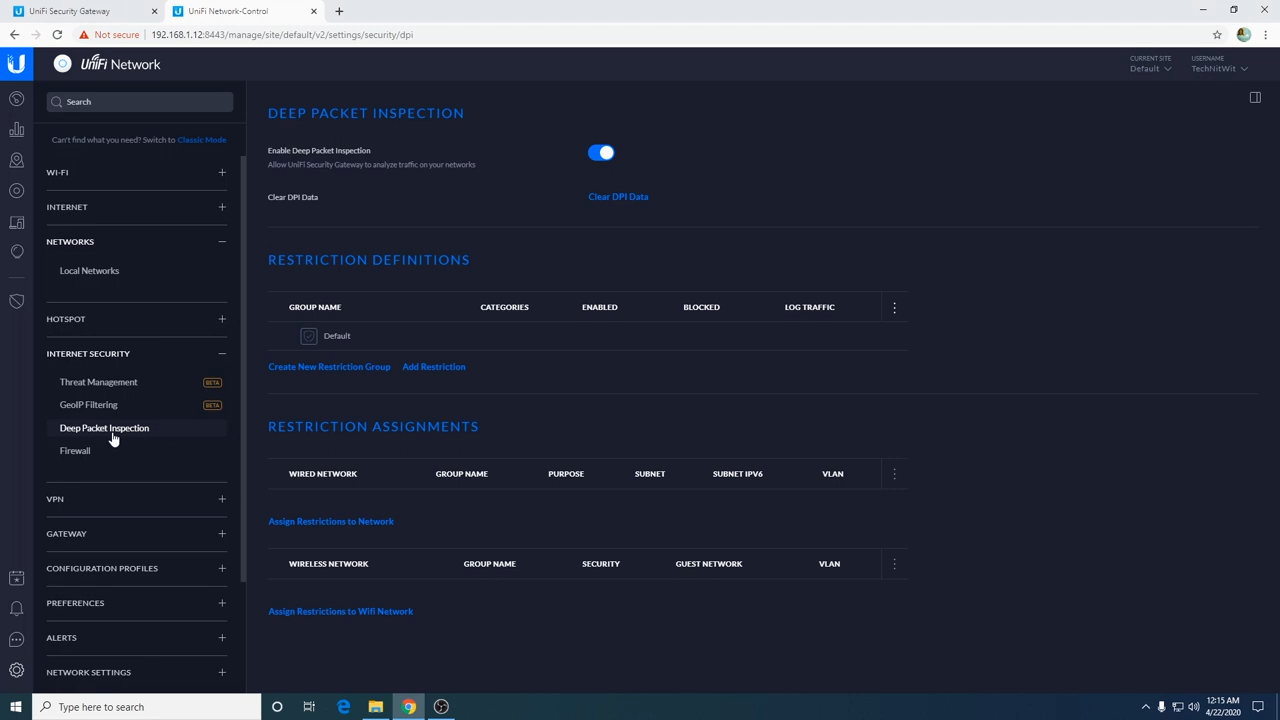 UniFi Security Gateway
UniFi Network-Control
Not secure
192.168.1.12:8443/manage/site/default/v2/settings/security/dpi
UniFi Network
CURRENT SITE
Default
USERNAME
TechNitWit
Search
Can't find what you need? Switch to Classic Mode
WI-FI
INTERNET
NETWORKS
Local Networks
HOTSPOT
INTERNET SECURITY
Threat Management BETA
GeoIP Filtering BETA
Deep Packet Inspection
Firewall
VPN
GATEWAY
CONFIGURATION PROFILES
PREFERENCES
ALERTS
NETWORK SETTINGS
DEEP PACKET INSPECTION
Enable Deep Packet Inspection
Allow UniFi Security Gateway to analyze traffic on your networks
Clear DPI Data Clear DPI Data
RESTRICTION DEFINITIONS
GROUP NAME CATEGORIES ENABLED BLOCKED LOG TRAFFIC
Default
Create New Restriction Group Add Restriction
RESTRICTION ASSIGNMENTS
WIRED NETWORK GROUP NAME PURPOSE SUBNET SUBNET IPV6 VLAN
Assign Restrictions to Network
WIRELESS NETWORK GROUP NAME SECURITY GUEST NETWORK VLAN
Assign Restrictions to Wifi Network
Type here to search
12:15 AM
4/22/2020